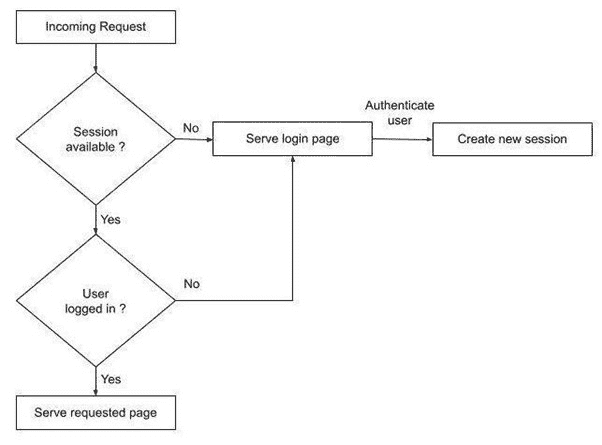 Incoming Request
Session
available ?
No
Serve login page
Authenticate
user
Create new session
Yes
User
logged in ?
No
Yes
Serve requested page